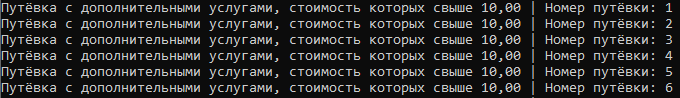 Путёвка с дополнительными услугами, стоимость которых свыше 10,00 | Номер путёвки: 1
Путёвка с дополнительными услугами, стоимость которых свыше 10,00 | Номер путёвки: 2
Путёвка с дополнительными услугами, стоимость которых свыше 10,00 | Номер путёвки: 3
Путёвка с дополнительными услугами, стоимость которых свыше 10,00 | Номер путёвки: 4
Путёвка с дополнительными услугами, стоимость которых свыше 10,00 | Номер путёвки: 5
Путёвка с дополнительными услугами, стоимость которых свыше 10,00 | Номер путёвки: 6